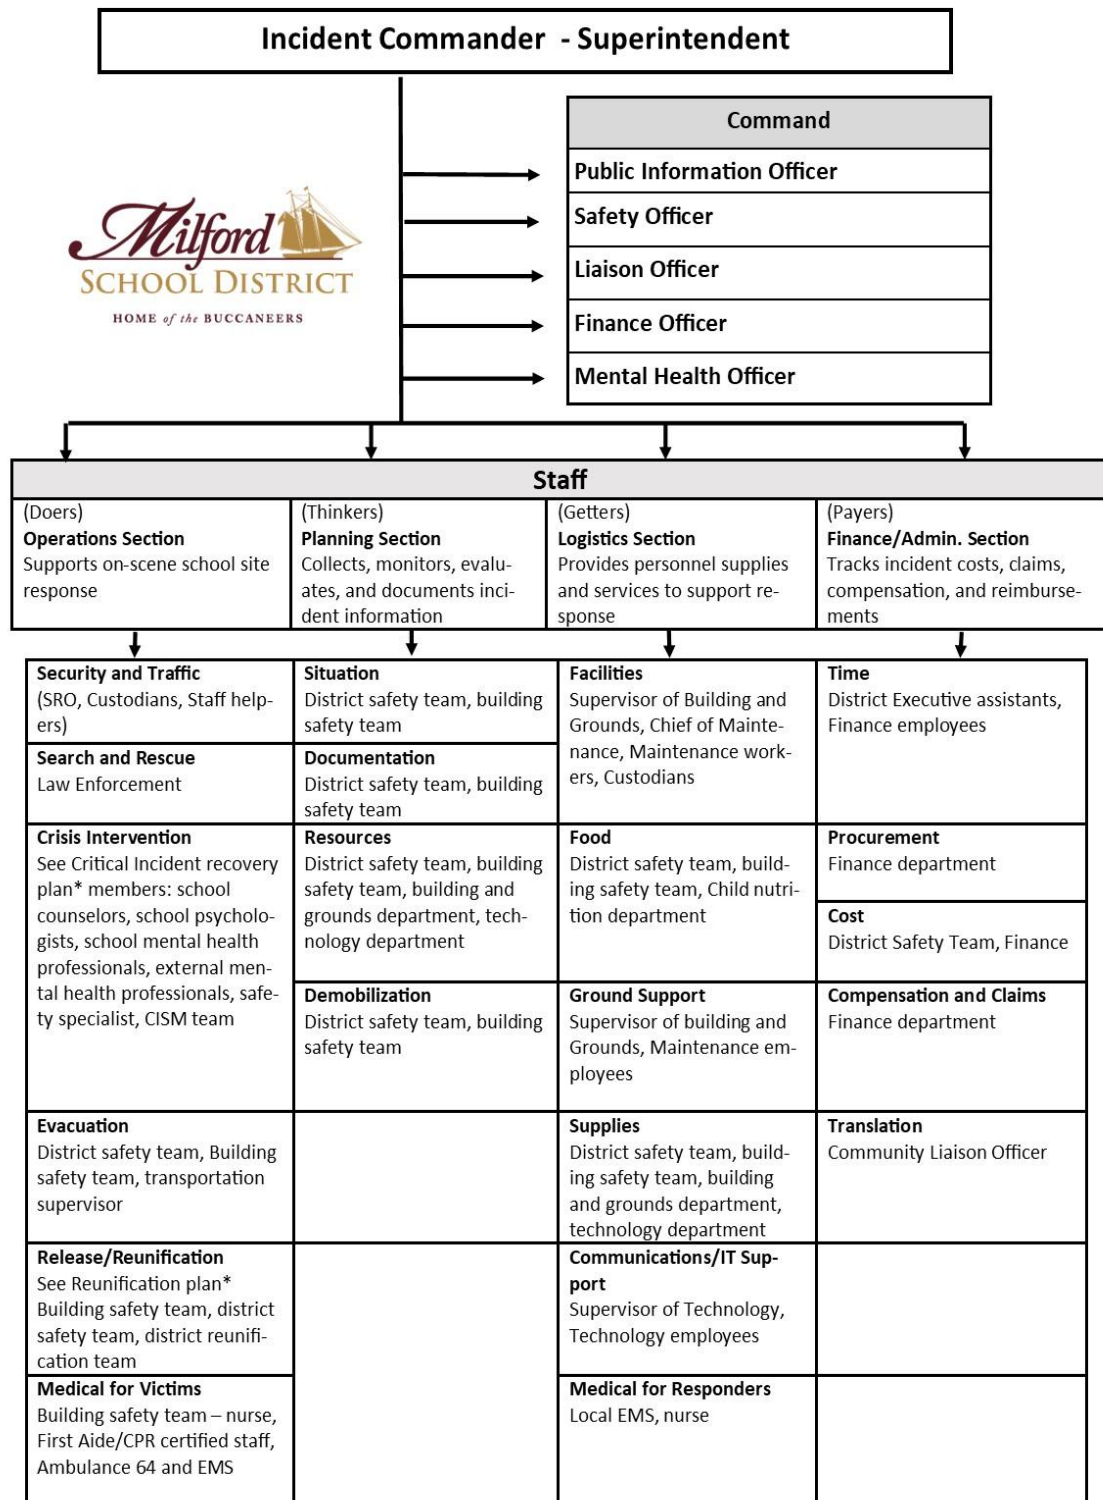 Incident Commander  - Superintendent
Command
Public Information Officer
Safety Officer
Liaison Officer
Finance Officer
Mental Health Officer
Milford
SCHOOL DISTRICT
HOME of the BUCCANEERS
Staff
(Doers)
Operations Section
Supports on-scene school site
response
(Thinkers)
Planning Section
Collects, monitors, evalu-
ates, and documents inci-
dent information
(Getters)
Logistics Section
Provides personnel supplies
and services to support re-
sponse
(Payers)
Finance/Admin. Section
Tracks incident costs, claims,
compensation, and reimburse-
ments
Security and Traffic
(SRO, Custodians, Staff help-
ers)
Search and Rescue
Law Enforcement
Crisis Intervention
See Critical Incident recovery
plan* members: school
counselors, school psycholo-
gists, school mental health
professionals, external men-
tal health professionals, safe-
ty specialist, CISM team
Evacuation
District safety team, Building
safety team, transportation
supervisor
Release/Reunification
See Reunification plan*
Building safety team, district
safety team, district reunifi-
cation team
Medical for Victims
Building safety team – nurse,
First Aide/CPR certified staff,
Ambulance 64 and EMS
Situation
District safety team, building
safety team
Documentation
District safety team, building
safety team
Resources
District safety team, building
safety team, building and
grounds department, tech-
nology department
Demobilization
District safety team, building
safety team
Facilities
Supervisor of Building and
Grounds, Chief of Mainte-
nance, Maintenance work-
ers, Custodians
Food
District safety team, build-
ing safety team, Child nutri-
tion department
Ground Support
Supervisor of building and
Grounds, Maintenance em-
ployees
Supplies
District safety team, build-
ing safety team, building
and grounds department,
technology department
Communications/IT Sup-
port
Supervisor of Technology,
Technology employees
Medical for Responders
Local EMS, nurse
Time
District Executive assistants,
Finance employees
Procurement
Finance department
Cost
District Safety Team, Finance
Compensation and Claims
Finance department
Translation
Community Liaison Officer